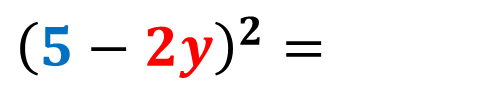 (5 − 2y)² =